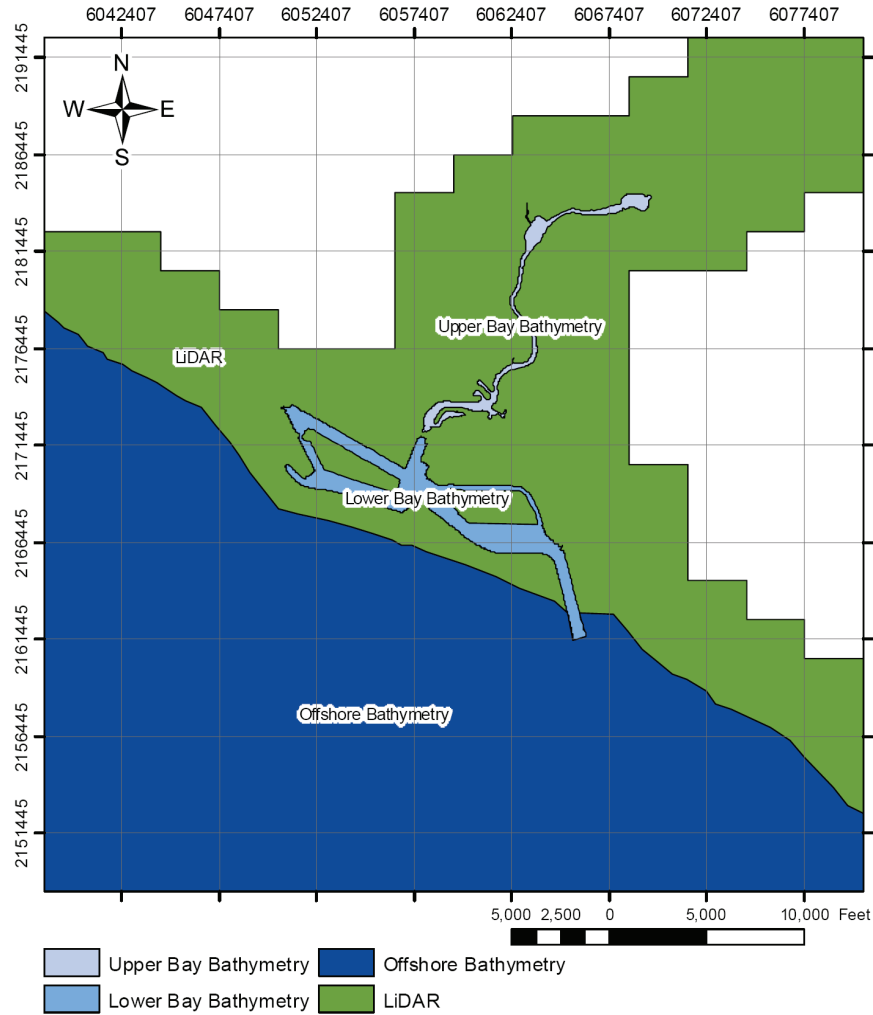 6042407 6047407 6052407 6057407 6062407 6067407 6072407 6077407
2191445
N
W E
S
2186445
2181445
Upper Bay Bathymetry
2176445
LiDAR
2171445
Lower Bay Bathymetry
2166445
2161445
Offshore Bathymetry
2156445
2151445
5,000 2,500 0 5,000 10,000 Feet
Upper Bay Bathymetry Offshore Bathymetry
Lower Bay Bathymetry LiDAR